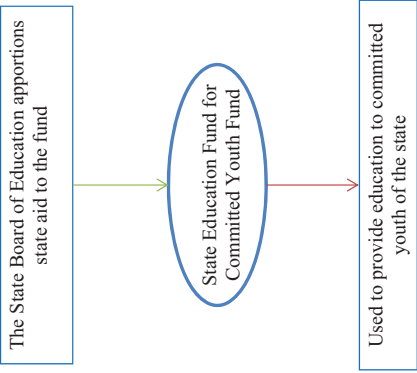 The State Board of Education apportions
state aid to the fund
State Education Fund for
Committed Youth Fund
Used to provide education to committed
youth of the state